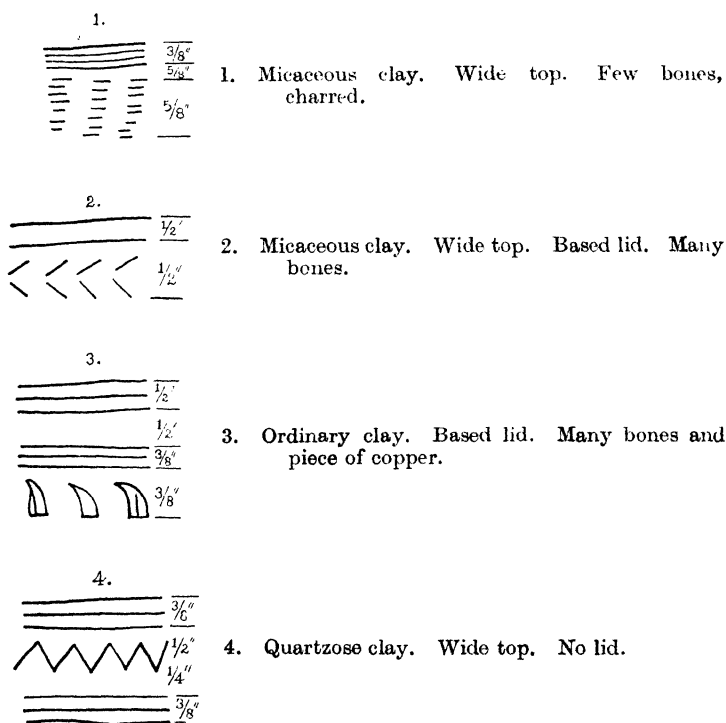 1.
3/8"
5/8"
5/8"
1. Micaceous clay. Wide top. Few bones,
charred.
2.
1/2"
1/2"
2. Micaceous clay. Wide top. Based lid. Many
bones.
3.
1/2"
1/2"
3/8"
3/8"
3. Ordinary clay. Based lid. Many bones and
piece of copper.
4.
3/8"
1/2"
1/4"
3/8"
4. Quartzose clay. Wide top. No lid.